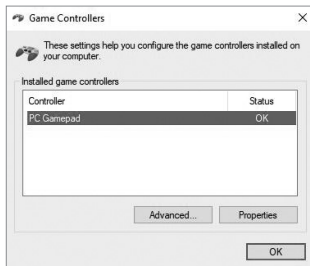 Game Controllers
These settings help you configure the game controllers installed on
your computer.
Installed game controllers
Controller Status
PC Gamepad OK
Advanced... Properties
OK